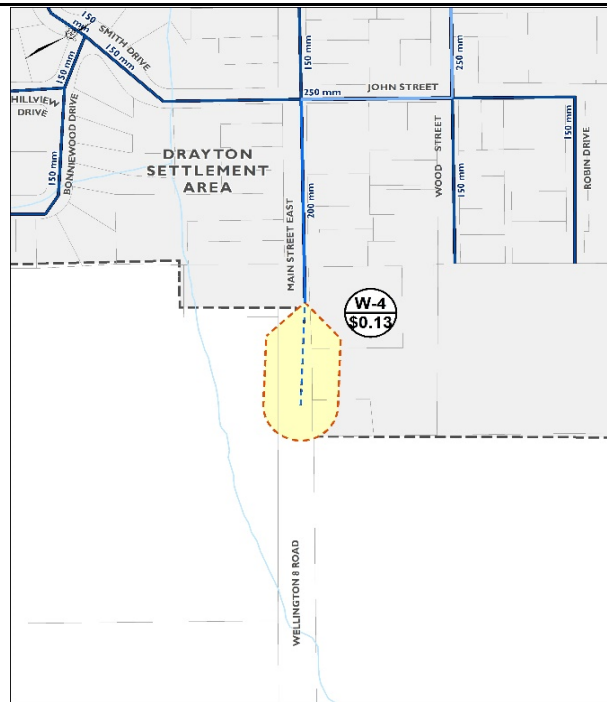 150
mm
SMITH DRIVE
150 mm
150 mm
HILLVIEW
DRIVE
BONNIEWOOD DRIVE
150 mm
DRAYTON
SETTLEMENT
AREA
150 mm
250 mm
JOHN STREET
250 mm
MAIN STREET EAST
200 mm
WOOD STREET
150 mm
150 mm
ROBIN DRIVE
W-4
$0.13
WELLINGTON 8 ROAD